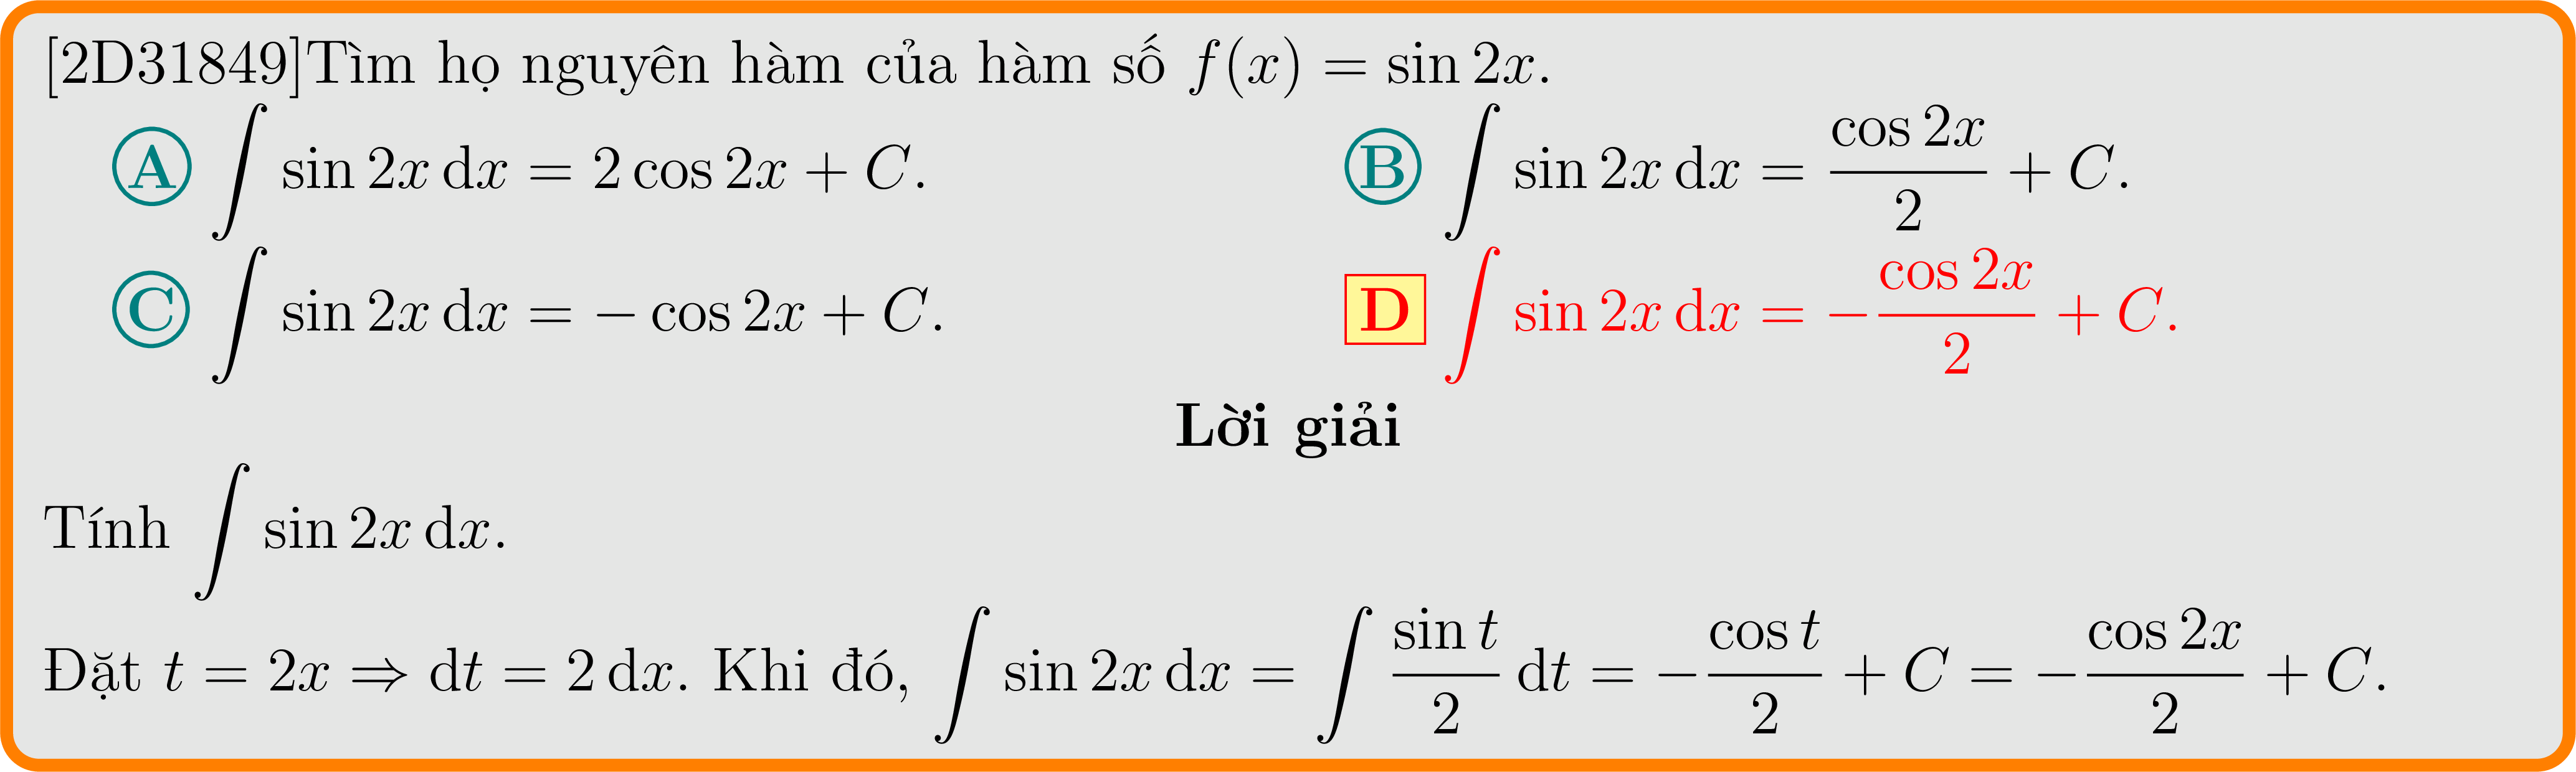 [2D31849]Tìm họ nguyên hàm của hàm số $f(x) = \sin 2x$.
Ⓐ $\int \sin 2x \, \mathrm{d}x = 2\cos 2x + C$. Ⓑ $\int \sin 2x \, \mathrm{d}x = \frac{\cos 2x}{2} + C$.
Ⓒ $\int \sin 2x \, \mathrm{d}x = -\cos 2x + C$. D $\int \sin 2x \, \mathrm{d}x = -\frac{\cos 2x}{2} + C$.
Lời giải
Tính $\int \sin 2x \, \mathrm{d}x$.
Đặt $t = 2x \Rightarrow \mathrm{d}t = 2 \, \mathrm{d}x$. Khi đó, $\int \sin 2x \, \mathrm{d}x = \int \frac{\sin t}{2} \, \mathrm{d}t = -\frac{\cos t}{2} + C = -\frac{\cos 2x}{2} + C$.